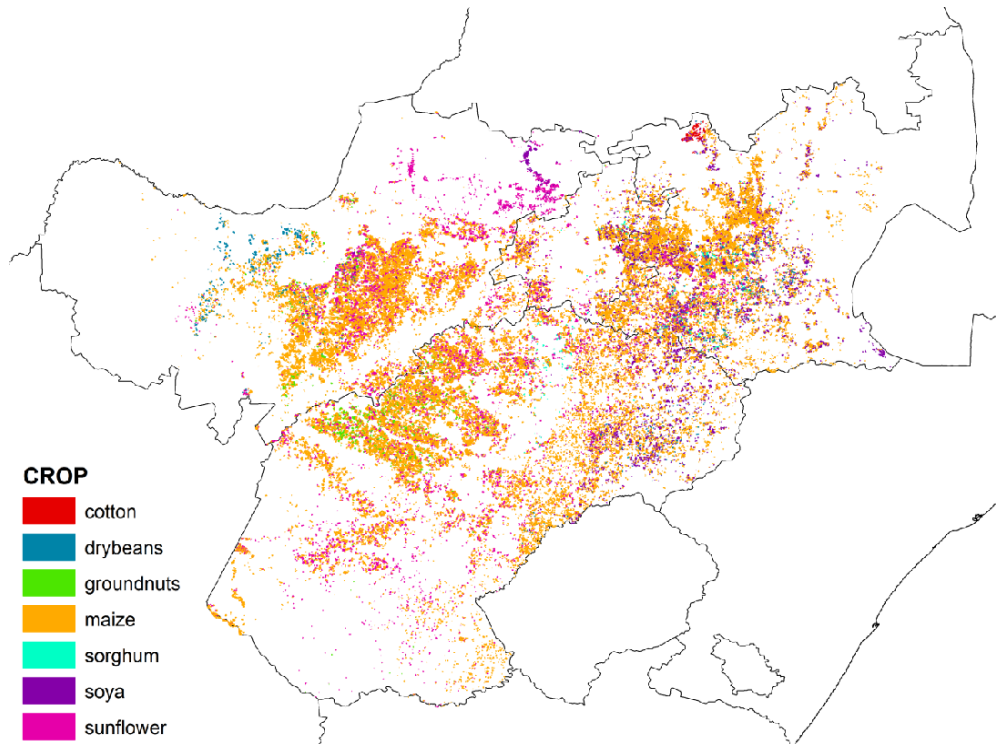 CROP
cotton
drybeans
groundnuts
maize
sorghum
soya
sunflower